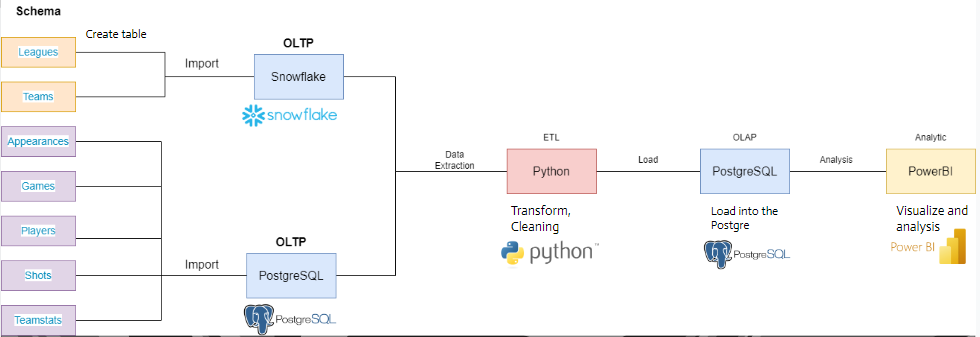 Schema
Create table
Leagues
Teams
Appearances
Games
Players
Shots
Teamstats
Import
OLTP
Snowflake
snowflake
Import
OLTP
PostgreSQL
PostgreSQL
Data
Extraction
ETL
Python
Transform,
Cleaning
python™
Load
OLAP
PostgreSQL
Load into the
Postgre
PostgreSQL
Analysis
Analytic
PowerBI
Visualize and
analysis
Power BI